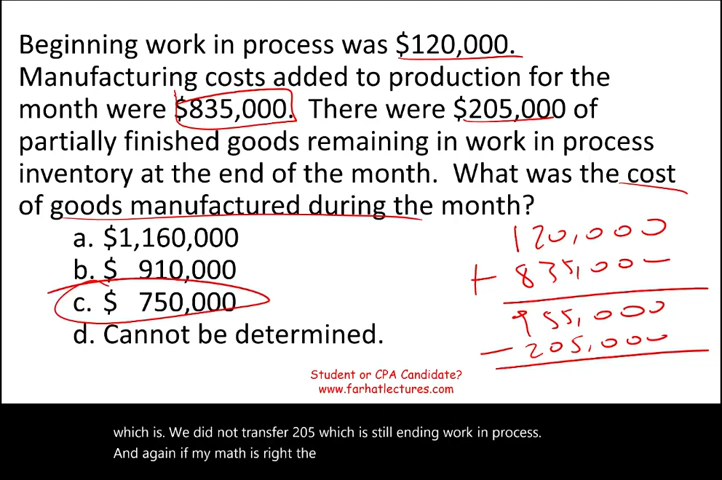 Beginning work in process was $120,000.
Manufacturing costs added to production for the
month were $835,000. There were $205,000 of
partially finished goods remaining in work in process
inventory at the end of the month. What was the cost
of goods manufactured during the month?
a. $1,160,000
b. $ 910,000
c. $ 750,000
d. Cannot be determined.
120,000
+ 835,000
955,000
- 205,000
Student or CPA Candidate?
www.farhatlectures.com
which is. We did not transfer 205 which is still ending work in process.
And again if my math is right the